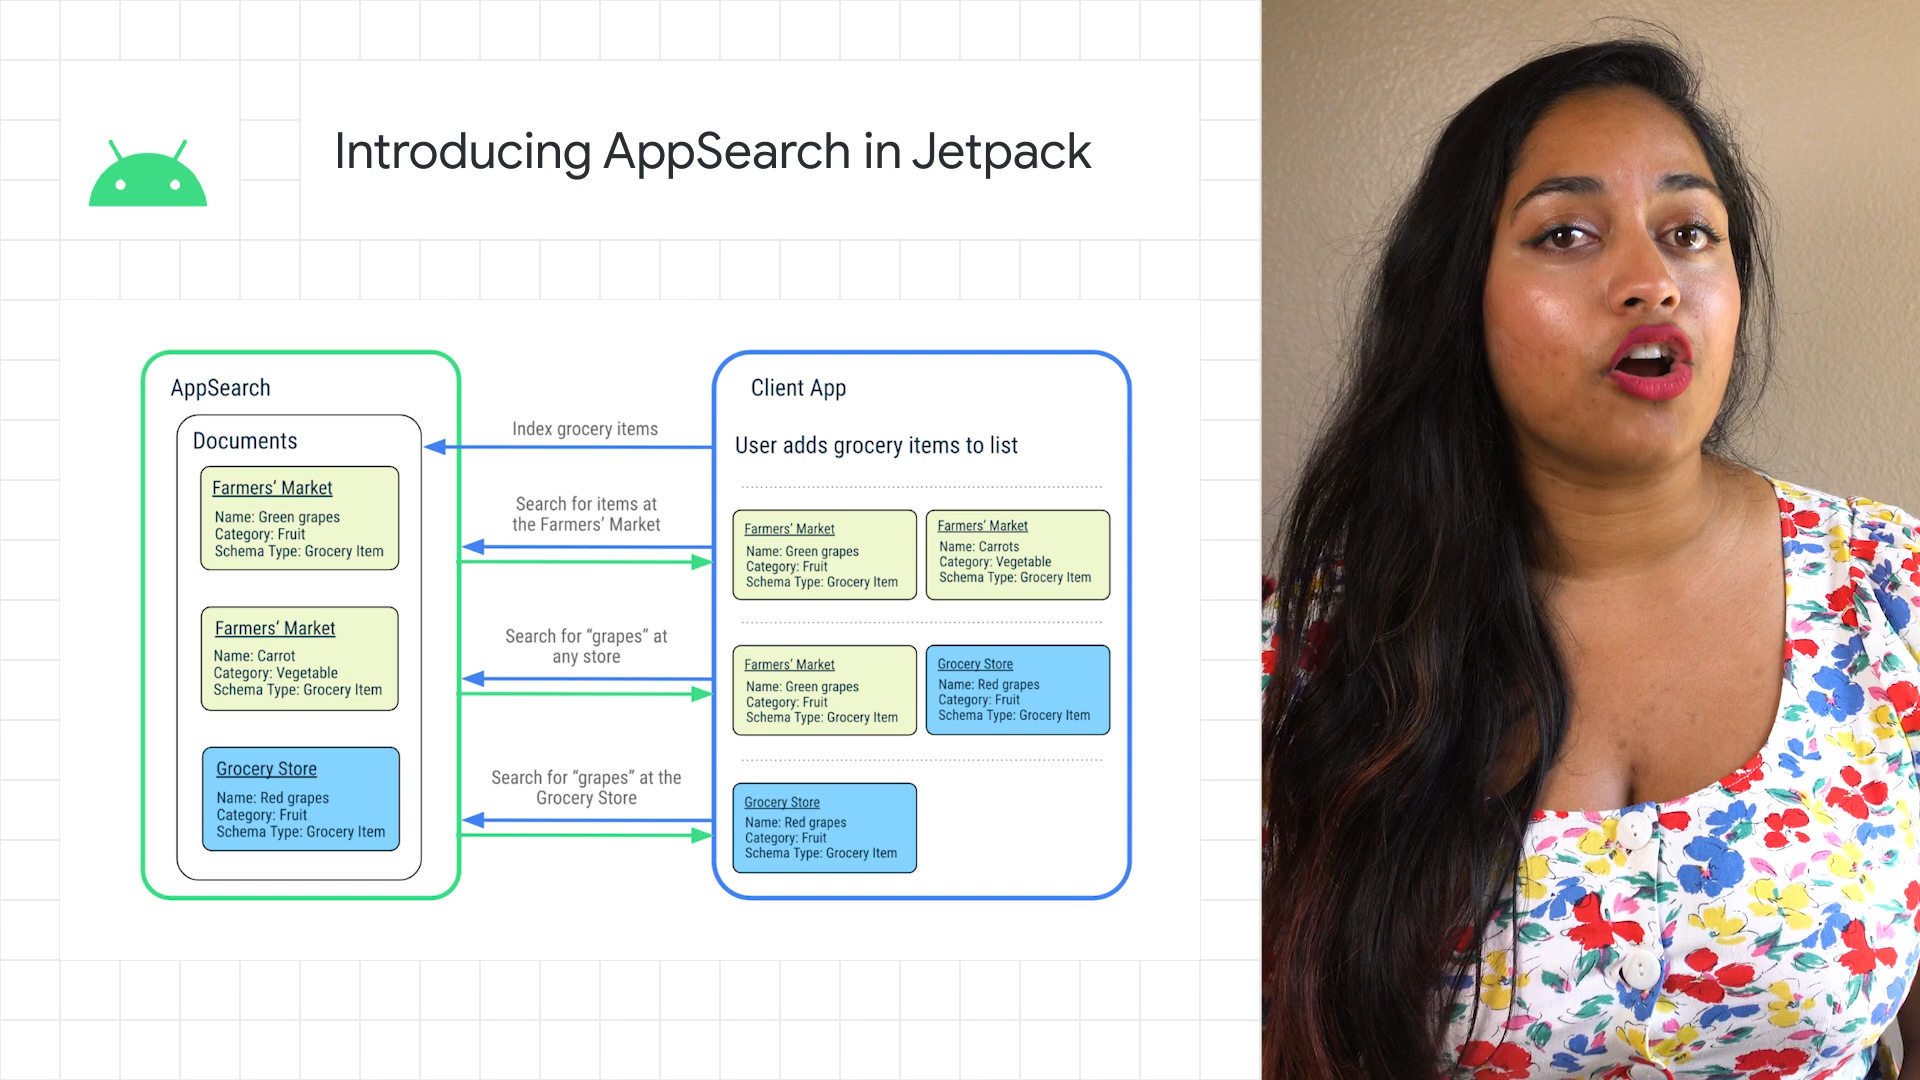 Introducing AppSearch in Jetpack
AppSearch
Documents
Farmers’ Market
Name: Green grapes
Category: Fruit
Schema Type: Grocery Item
Farmers’ Market
Name: Carrot
Category: Vegetable
Schema Type: Grocery Item
Grocery Store
Name: Red grapes
Category: Fruit
Schema Type: Grocery Item
Index grocery items
Search for items at
the Farmers’ Market
Search for “grapes” at
any store
Search for “grapes” at the
Grocery Store
Client App
User adds grocery items to list
Farmers’ Market
Name: Green grapes
Category: Fruit
Schema Type: Grocery Item
Farmers’ Market
Name: Carrots
Category: Vegetable
Schema Type: Grocery Item
Farmers’ Market
Name: Green grapes
Category: Fruit
Schema Type: Grocery Item
Grocery Store
Name: Red grapes
Category: Fruit
Schema Type: Grocery Item
Grocery Store
Name: Red grapes
Category: Fruit
Schema Type: Grocery Item